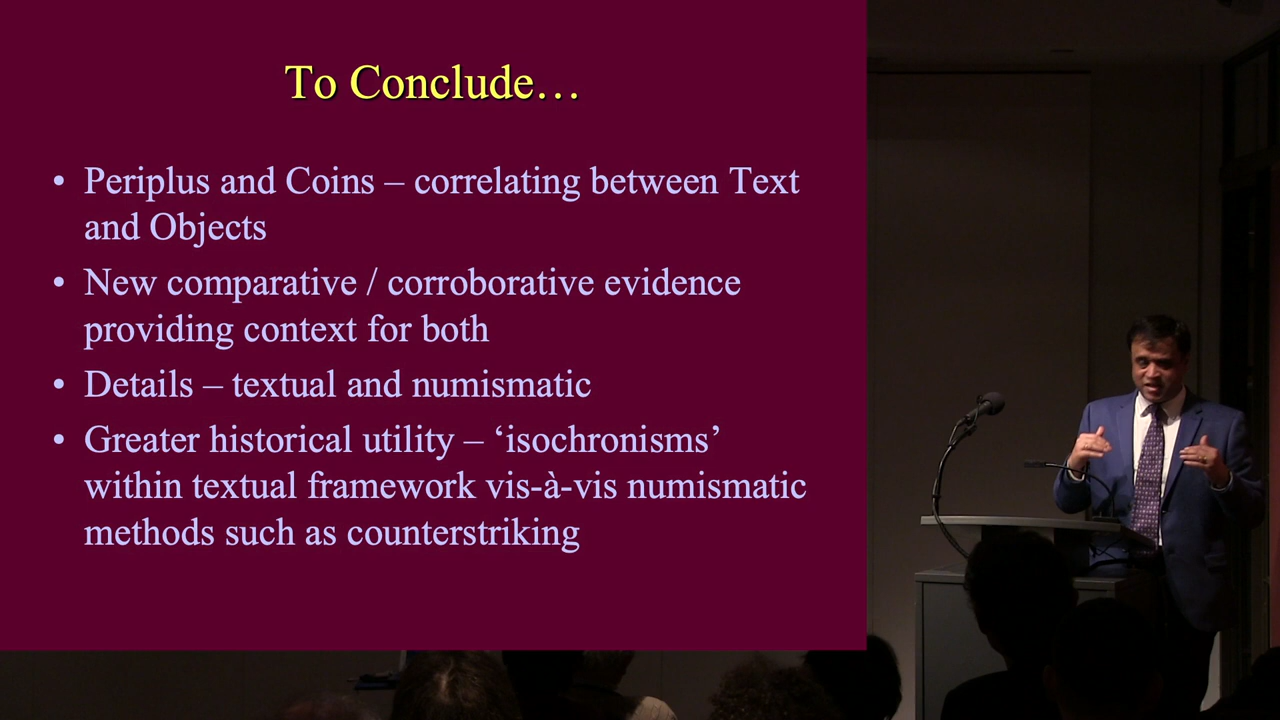 To Conclude…
• Periplus and Coins – correlating between Text
and Objects
• New comparative / corroborative evidence
providing context for both
• Details – textual and numismatic
• Greater historical utility – ‘isochronisms’
within textual framework vis-à-vis numismatic
methods such as counterstriking